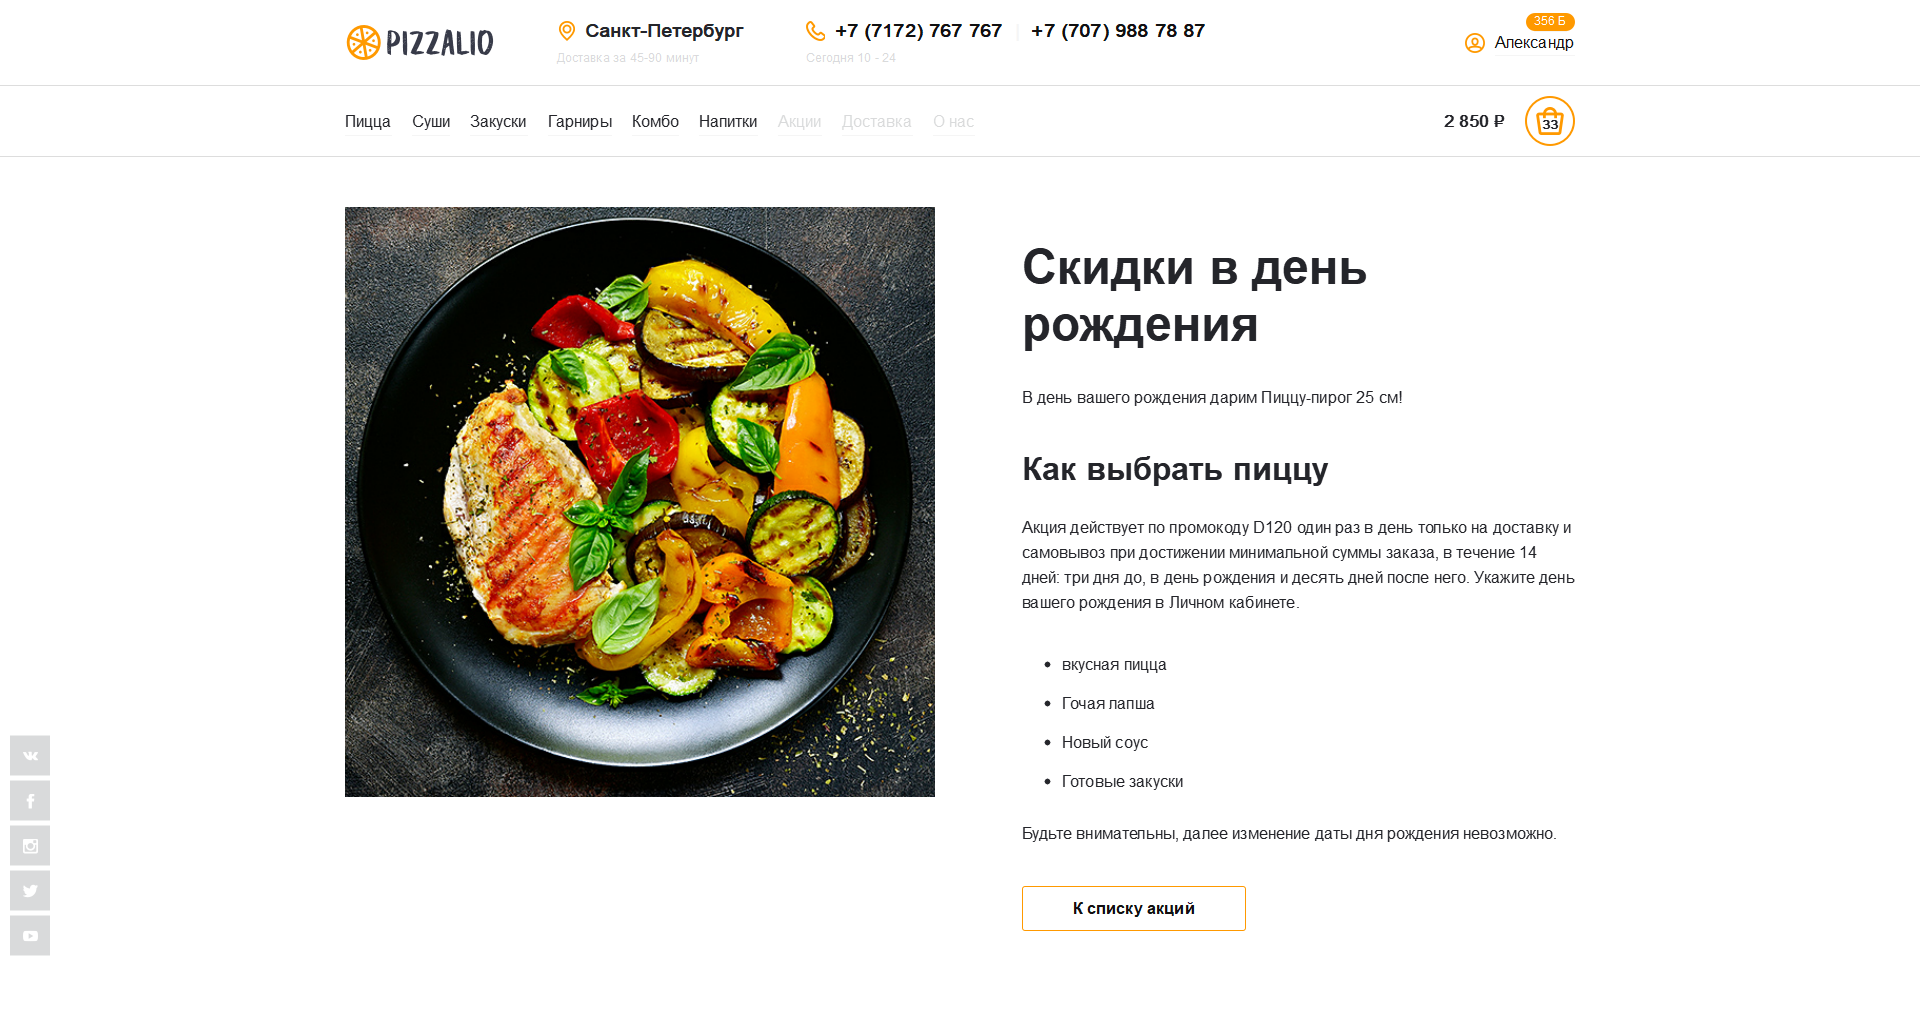 PIZZALIO
Санкт-Петербург
Доставка за 45-90 минут
+7 (7172) 767 767 | +7 (707) 988 78 87
Сегодня 10 - 24
356 Б
Александр
Пицца Суши Закуски Гарниры Комбо Напитки Акции Доставка О нас
2 850 ₽
33
Скидки в день
рождения
В день вашего рождения дарим Пиццу-пирог 25 см!
Как выбрать пиццу
Акция действует по промокоду D120 один раз в день только на доставку и
самовывоз при достижении минимальной суммы заказа, в течение 14
дней: три дня до, в день рождения и десять дней после него. Укажите день
вашего рождения в Личном кабинете.
• вкусная пицца
• Гочая лапша
• Новый соус
• Готовые закуски
Будьте внимательны, далее изменение даты дня рождения невозможно.
К списку акций